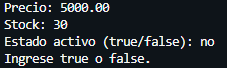 Precio: 5000.00
Stock: 30
Estado activo (true/false): no
Ingrese true o false.